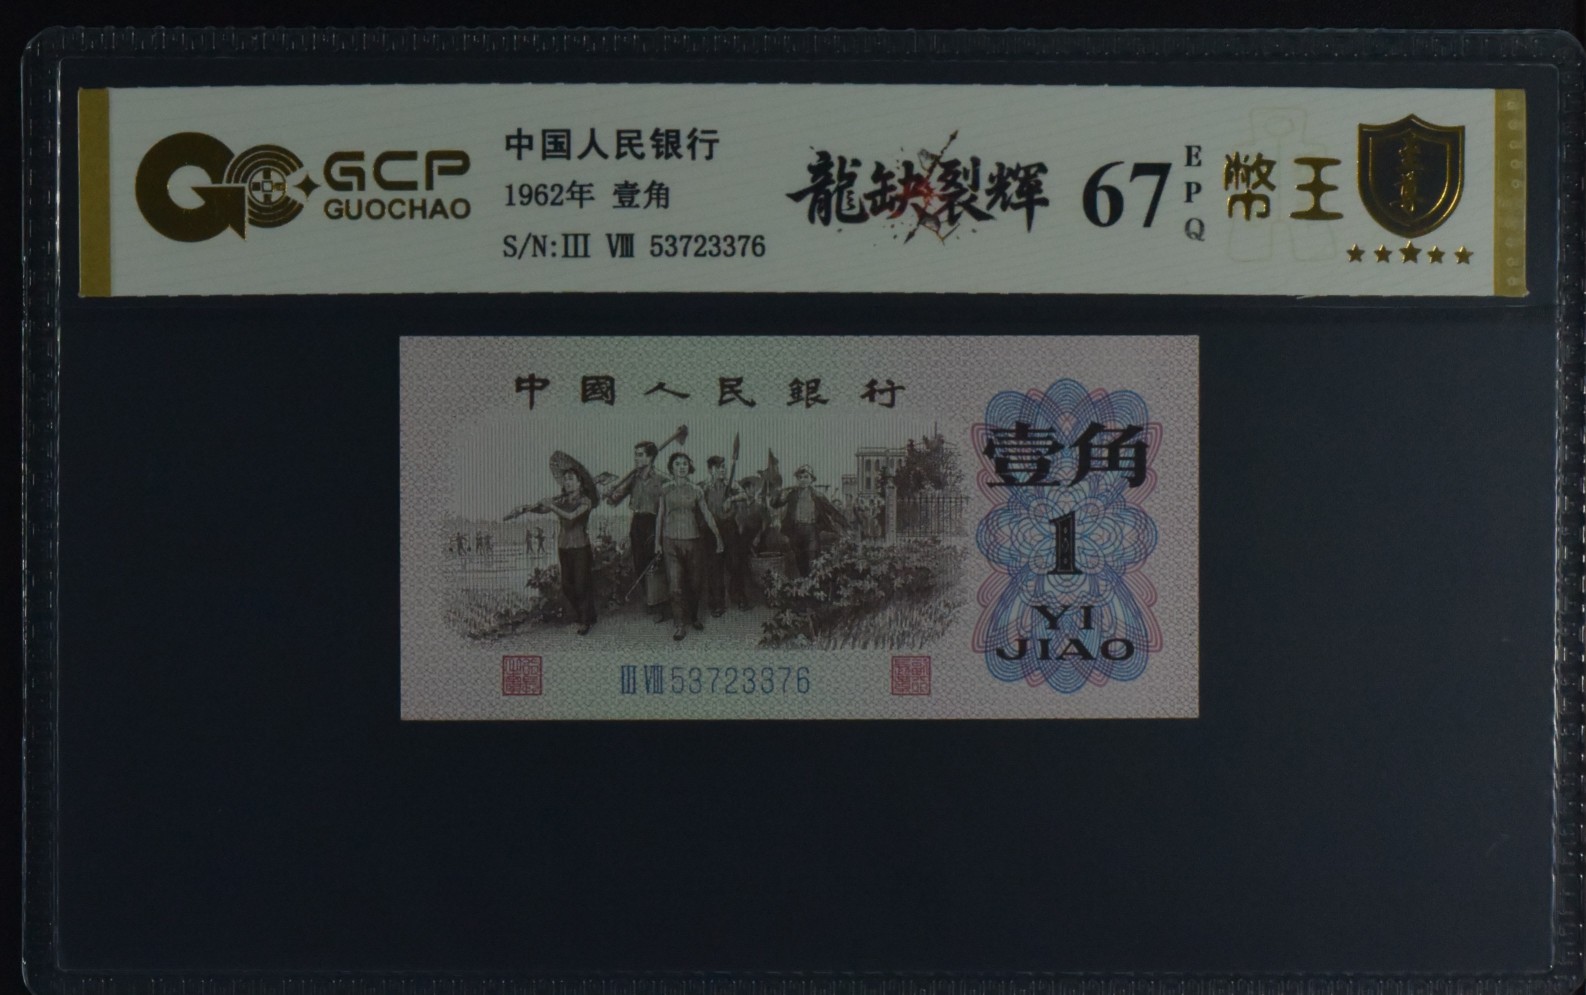 GCP
GUOCHAO
中国人民银行
1962年 壹角
S/N:III VIII 53723376
龍缺裂輝
67
EPQ
幣王
中國人民銀行
壹角
1
YI
JIAO
III VIII 53723376